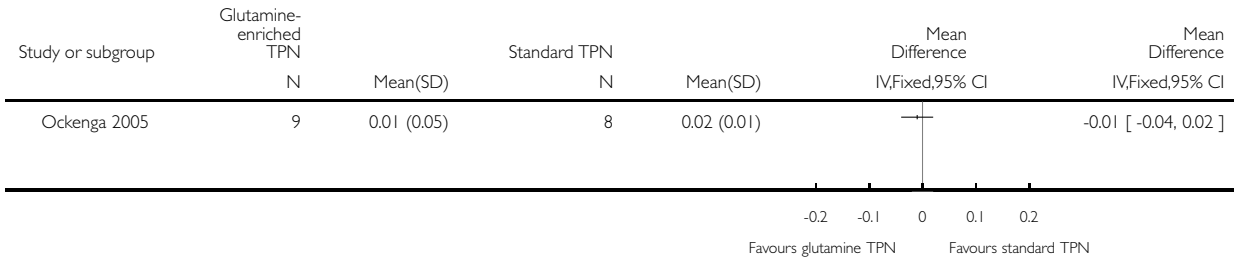 Study or subgroup Glutamine-enriched TPN Standard TPN Mean Difference Mean Difference
N Mean(SD) N Mean(SD) IV,Fixed,95% CI IV,Fixed,95% CI
Ockenga 2005 9 0.01 (0.05) 8 0.02 (0.01) -0.01 [ -0.04, 0.02 ]
-0.2 -0.1 0 0.1 0.2
Favours glutamine TPN Favours standard TPN